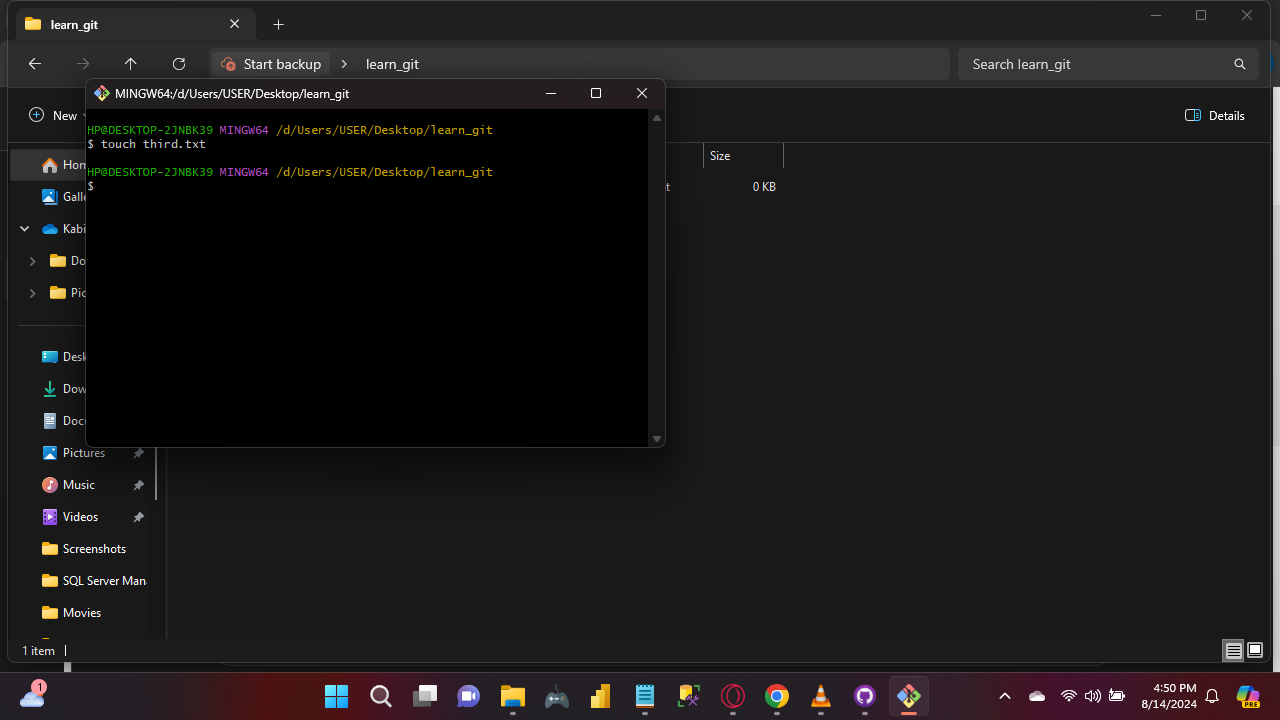 learn_git
Start backup > learn_git
Search learn_git
MINGW64:/d/Users/USER/Desktop/learn_git
New
Details
HP@DESKTOP-2JNBK39 MINGW64 /d/Users/USER/Desktop/learn_git
$ touch third.txt
HP@DESKTOP-2JNBK39 MINGW64 /d/Users/USER/Desktop/learn_git
$
Size
t
0 KB
Hom
Galle
Kabi
Do
Pic
Desk
Dow
Docu
Pictures
Music
Videos
Screenshots
SQL Server Man
Movies
1 item
1
4:50 PM
8/14/2024
PRE